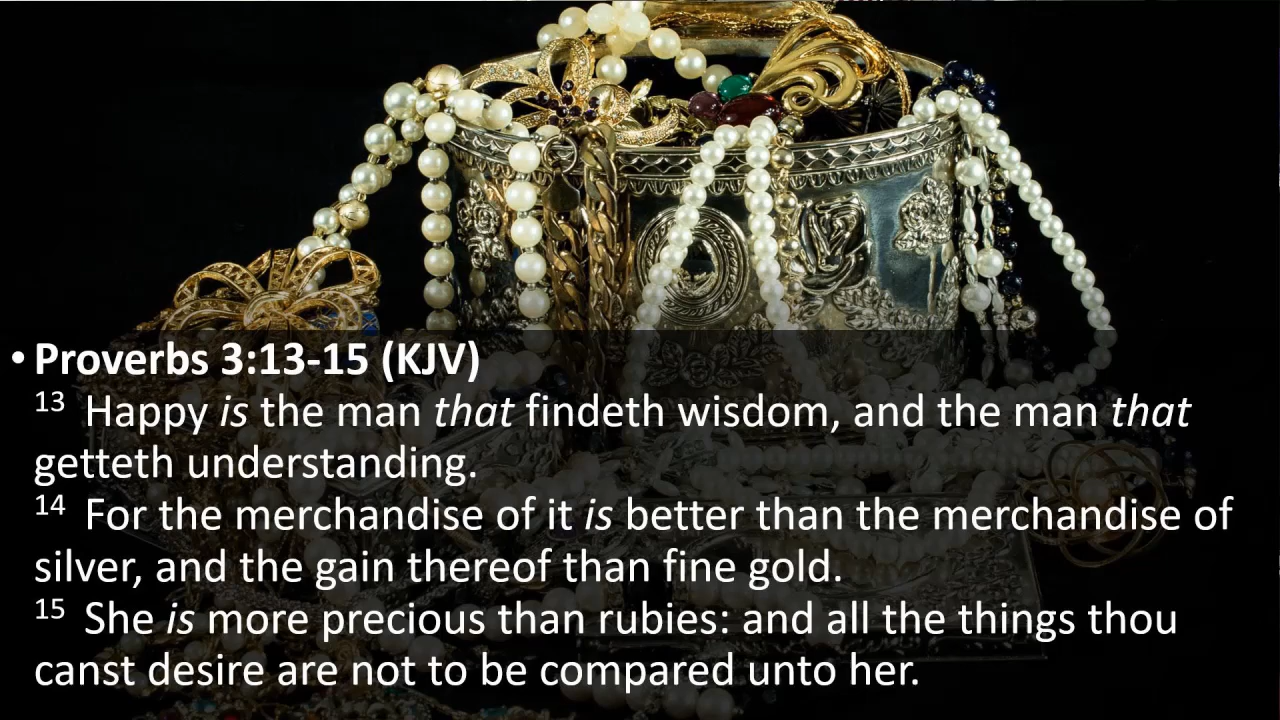 • Proverbs 3:13-15 (KJV)
13 Happy is the man that findeth wisdom, and the man that
getteth understanding.
14 For the merchandise of it is better than the merchandise of
silver, and the gain thereof than fine gold.
15 She is more precious than rubies: and all the things thou
canst desire are not to be compared unto her.